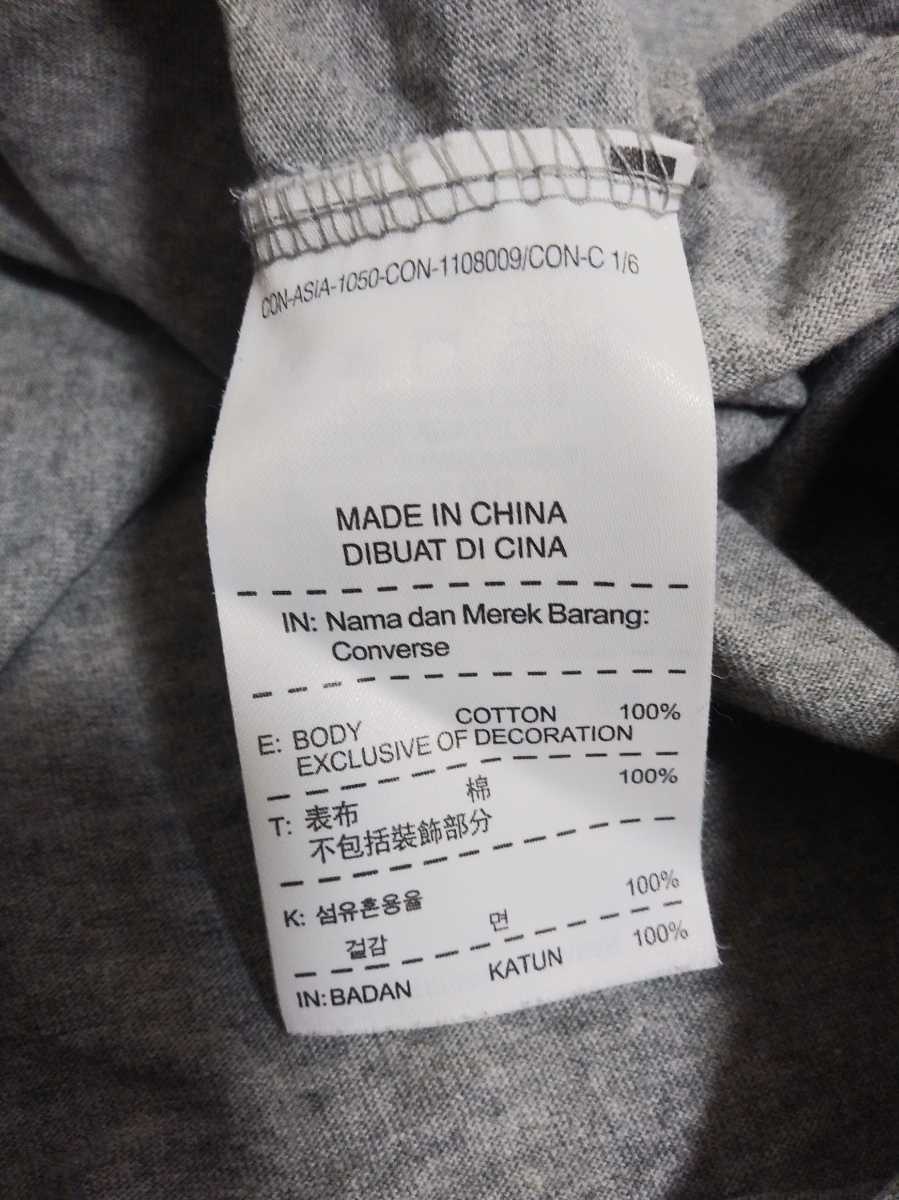 CON-ASIA-1050-CON-1108009/CON-C 1/6
MADE IN CHINA
DIBUAT DI CINA
IN: Nama dan Merek Barang:
Converse
E: BODY COTTON 100%
EXCLUSIVE OF DECORATION
T: 表布 棉 100%
不包括裝飾部分
K: 섬유혼용율
겉감 면 100%
IN: BADAN KATUN 100%